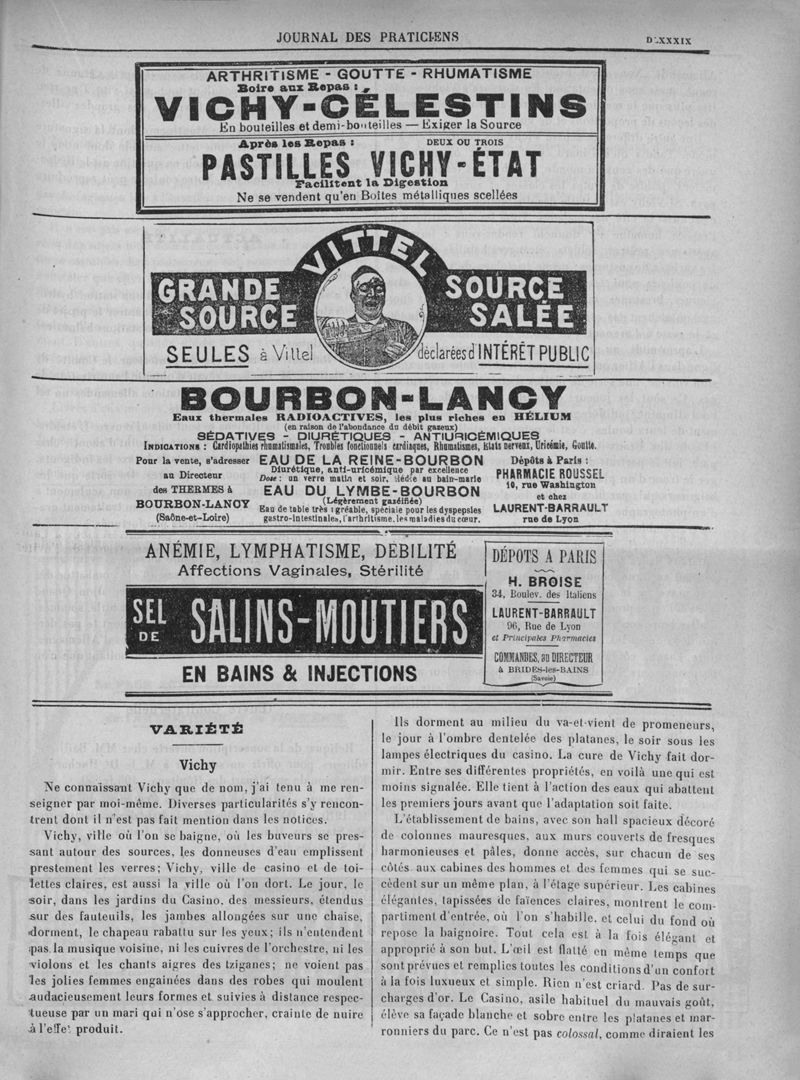 JOURNAL DES PRATICIENS
ARTHRITISME - GOUTTE - RHUMATISME
Boire aux Repas :
VICHY-CÉLESTINS
En bouteilles et demi-bouteilles — Exiger la Source
Après les Repas : DEUX OU TROIS
PASTILLES VICHY-ÉTAT
Facilitent la Digestion
Ne se vendent qu'en Boîtes métalliques scellées
VITTEL
GRANDE SOURCE
SOURCE SALÉE
SEULES à Vittel déclarées d'INTÉRÊT PUBLIC
BOURBON-LANCY
Eaux thermales RADIOACTIVES, les plus riches en HÉLIUM
(en raison de l'abondance du débit gazeux)
SÉDATIVES - DIURÉTIQUES - ANTIURICÉMIQUES
INDICATIONS : Cardiopathies rhumatismales, Troubles fonctionnels cardiaques, Rhumatismes, Etats nerveux, Uricémie, Goutte.
Pour la vente, s'adresser
au Directeur
des THERMES à
BOURBON-LANCY
(Saône-et-Loire)
EAU DE LA REINE-BOURBON
Diurétique, anti-uricémique par excellence
Dose : un verre matin et soir, tiédie au bain-marie
EAU DU LYMBE-BOURBON
(Légèrement gazéifiée)
Eau de table très agréable, spéciale pour les dyspepsies
gastro-intestinales, l'arthritisme, les maladies du cœur.
Dépôts à Paris :
PHARMACIE ROUSSEL
10, rue Washington
et chez
LAURENT-BARRAULT
rue de Lyon
ANÉMIE, LYMPHATISME, DÉBILITÉ
Affections Vaginales, Stérilité
SEL DE SALINS-MOUTIERS
EN BAINS & INJECTIONS
DÉPOTS A PARIS
H. BROISE
34, Boulev. des Italiens
LAURENT-BARRAULT
96, Rue de Lyon
et Principales Pharmacies
COMMANDES, au DIRECTEUR
à BRIDES-les-BAINS
(Savoie)
VARIÉTÉ
Vichy
Ne connaissant Vichy que de nom, j'ai tenu à me ren-
seigner par moi-même. Diverses particularités s'y rencon-
trent dont il n'est pas fait mention dans les notices.
Vichy, ville où l'on se baigne, où les buveurs se pres-
sant autour des sources, les donneuses d'eau emplissent
prestement les verres; Vichy, ville de casino et de toi-
lettes claires, est aussi la ville où l'on dort. Le jour, le
soir, dans les jardins du Casino, des messieurs, étendus
sur des fauteuils, les jambes allongées sur une chaise,
dorment, le chapeau rabattu sur les yeux; ils n'entendent
pas la musique voisine, ni les cuivres de l'orchestre, ni les
violons et les chants aigres des tziganes; ne voient pas
les jolies femmes engainées dans des robes qui moulent
audacieusement leurs formes et suivies à distance respec-
tueuse par un mari qui n'ose s'approcher, crainte de nuire
à l'effet produit.
Ils dorment au milieu du va-et-vient de promeneurs,
le jour à l'ombre dentelée des platanes, le soir sous les
lampes électriques du casino. La cure de Vichy fait dor-
mir. Entre ses différentes propriétés, en voilà une qui est
moins signalée. Elle tient à l'action des eaux qui abattent
les premiers jours avant que l'adaptation soit faite.
L'établissement de bains, avec son hall spacieux décoré
de colonnes mauresques, aux murs couverts de fresques
harmonieuses et pâles, donne accès, sur chacun de ses
côtés aux cabines des hommes et des femmes qui se suc-
cèdent sur un même plan, à l'étage supérieur. Les cabines
élégantes, tapissées de faïences claires, montrent le com-
partiment d'entrée, où l'on s'habille, et celui du fond où
repose la baignoire. Tout cela est à la fois élégant et
approprié à son but. L'œil est flatté en même temps que
sont prévues et remplies toutes les conditions d'un confort
à la fois luxueux et simple. Rien n'est criard. Pas de sur-
charges d'or. Le Casino, asile habituel du mauvais goût,
élève sa façade blanche et sobre entre les platanes et mar-
ronniers du parc. Ce n'est pas colossal, comme diraient les